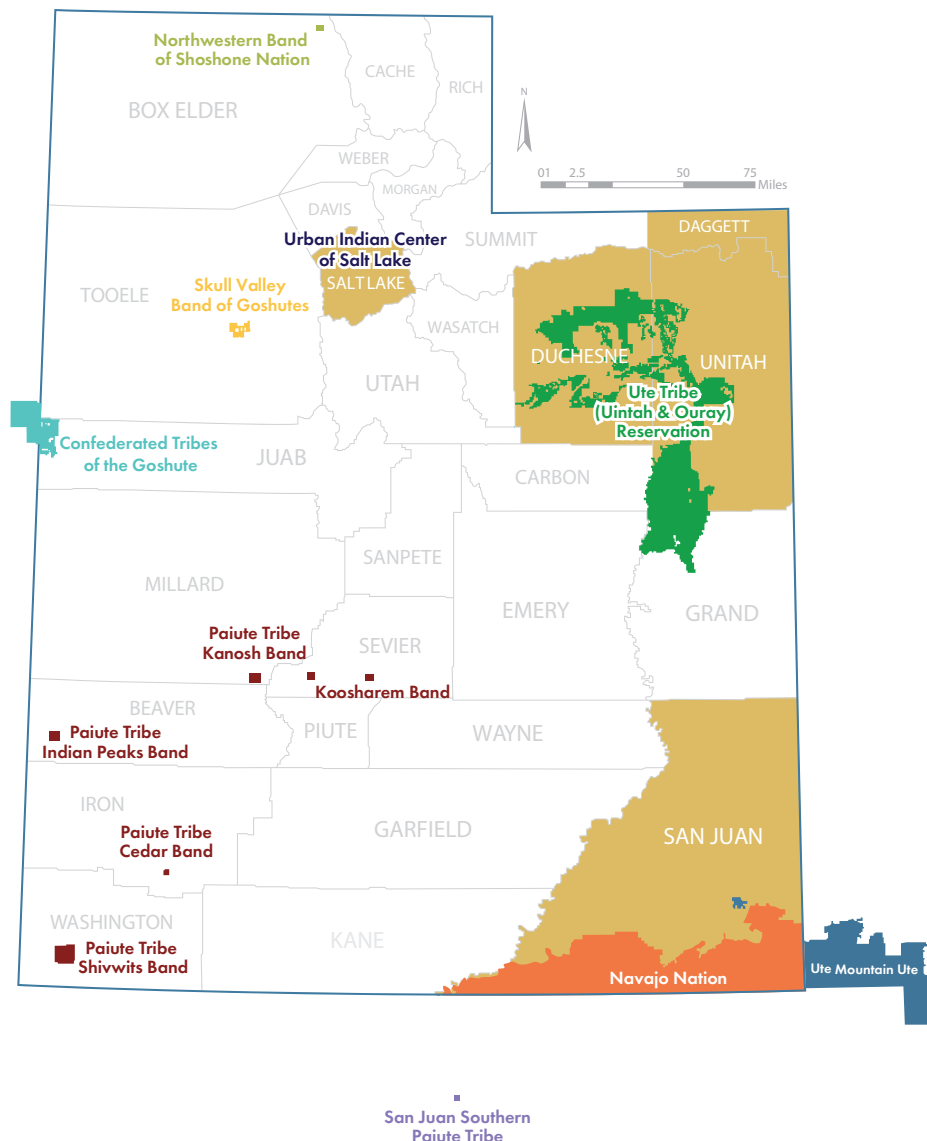 Northwestern Band
of Shoshone Nation
CACHE
RICH
BOX ELDER
N
WEBER
MORGAN
01 2.5 50 75 Miles
DAVIS
DAGGETT
Urban Indian Center
of Salt Lake
SUMMIT
SALT LAKE
TOOELE
Skull Valley
Band of Goshutes
WASATCH
DUCHESNE
UNITAH
UTAH
Ute Tribe
(Uintah & Ouray)
Reservation
Confederated Tribes
of the Goshute
JUAB
CARBON
SANPETE
MILLARD
EMERY
GRAND
Paiute Tribe
Kanosh Band
SEVIER
Koosharem Band
BEAVER
Paiute Tribe
Indian Peaks Band
PIUTE
WAYNE
IRON
Paiute Tribe
Cedar Band
GARFIELD
SAN JUAN
WASHINGTON
KANE
Paiute Tribe
Shivwits Band
Navajo Nation
Ute Mountain Ute
San Juan Southern
Paiute Tribe